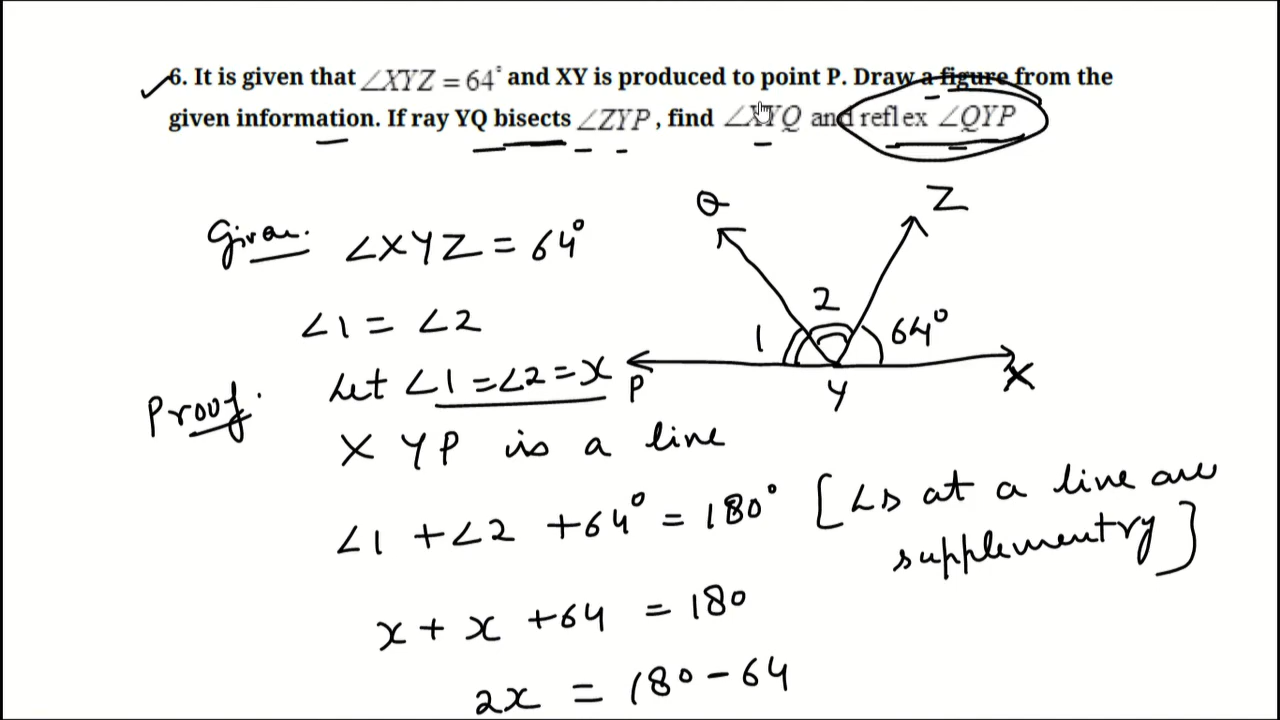 6. It is given that ∠XYZ = 64° and XY is produced to point P. Draw a figure from the
given information. If ray YQ bisects ∠ZYP, find ∠XYQ and reflex ∠QYP
Q
Z
Given:
∠XYZ = 64°
2
1
64°
∠1 = ∠2
P
Y
X
Proof.
Let ∠1 = ∠2 = x
X YP is a line
∠1 + ∠2 + 64° = 180° [∠s at a line are
supplementry]
x + x + 64 = 180
2x = 180 - 64